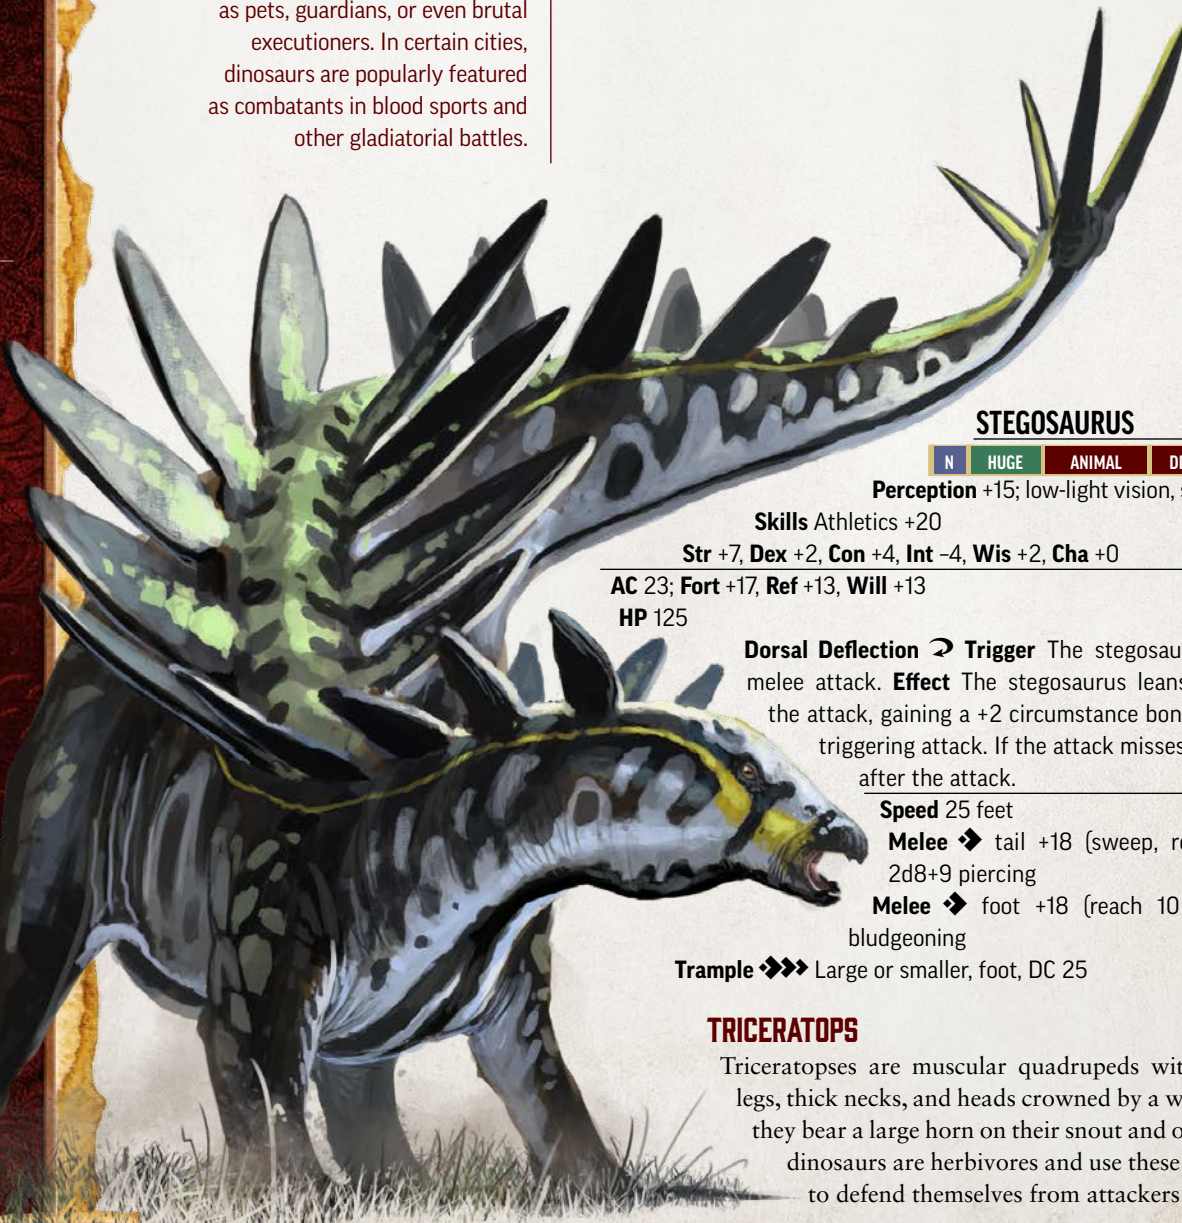 as pets, guardians, or even brutal
executioners. In certain cities,
dinosaurs are popularly featured
as combatants in blood sports and
other gladiatorial battles.
STEGOSAURUS
N HUGE ANIMAL
Perception +15; low-light vision,
Skills Athletics +20
Str +7, Dex +2, Con +4, Int –4, Wis +2, Cha +0
AC 23; Fort +17, Ref +13, Will +13
HP 125
Dorsal Deflection Trigger The stegosau
melee attack. Effect The stegosaurus leans
the attack, gaining a +2 circumstance bon
triggering attack. If the attack misses
after the attack.
Speed 25 feet
Melee tail +18 (sweep, re
2d8+9 piercing
Melee foot +18 (reach 10
bludgeoning
Trample Large or smaller, foot, DC 25
TRICERATOPS
Triceratopses are muscular quadrupeds wit
legs, thick necks, and heads crowned by a w
they bear a large horn on their snout and o
dinosaurs are herbivores and use these
to defend themselves from attackers